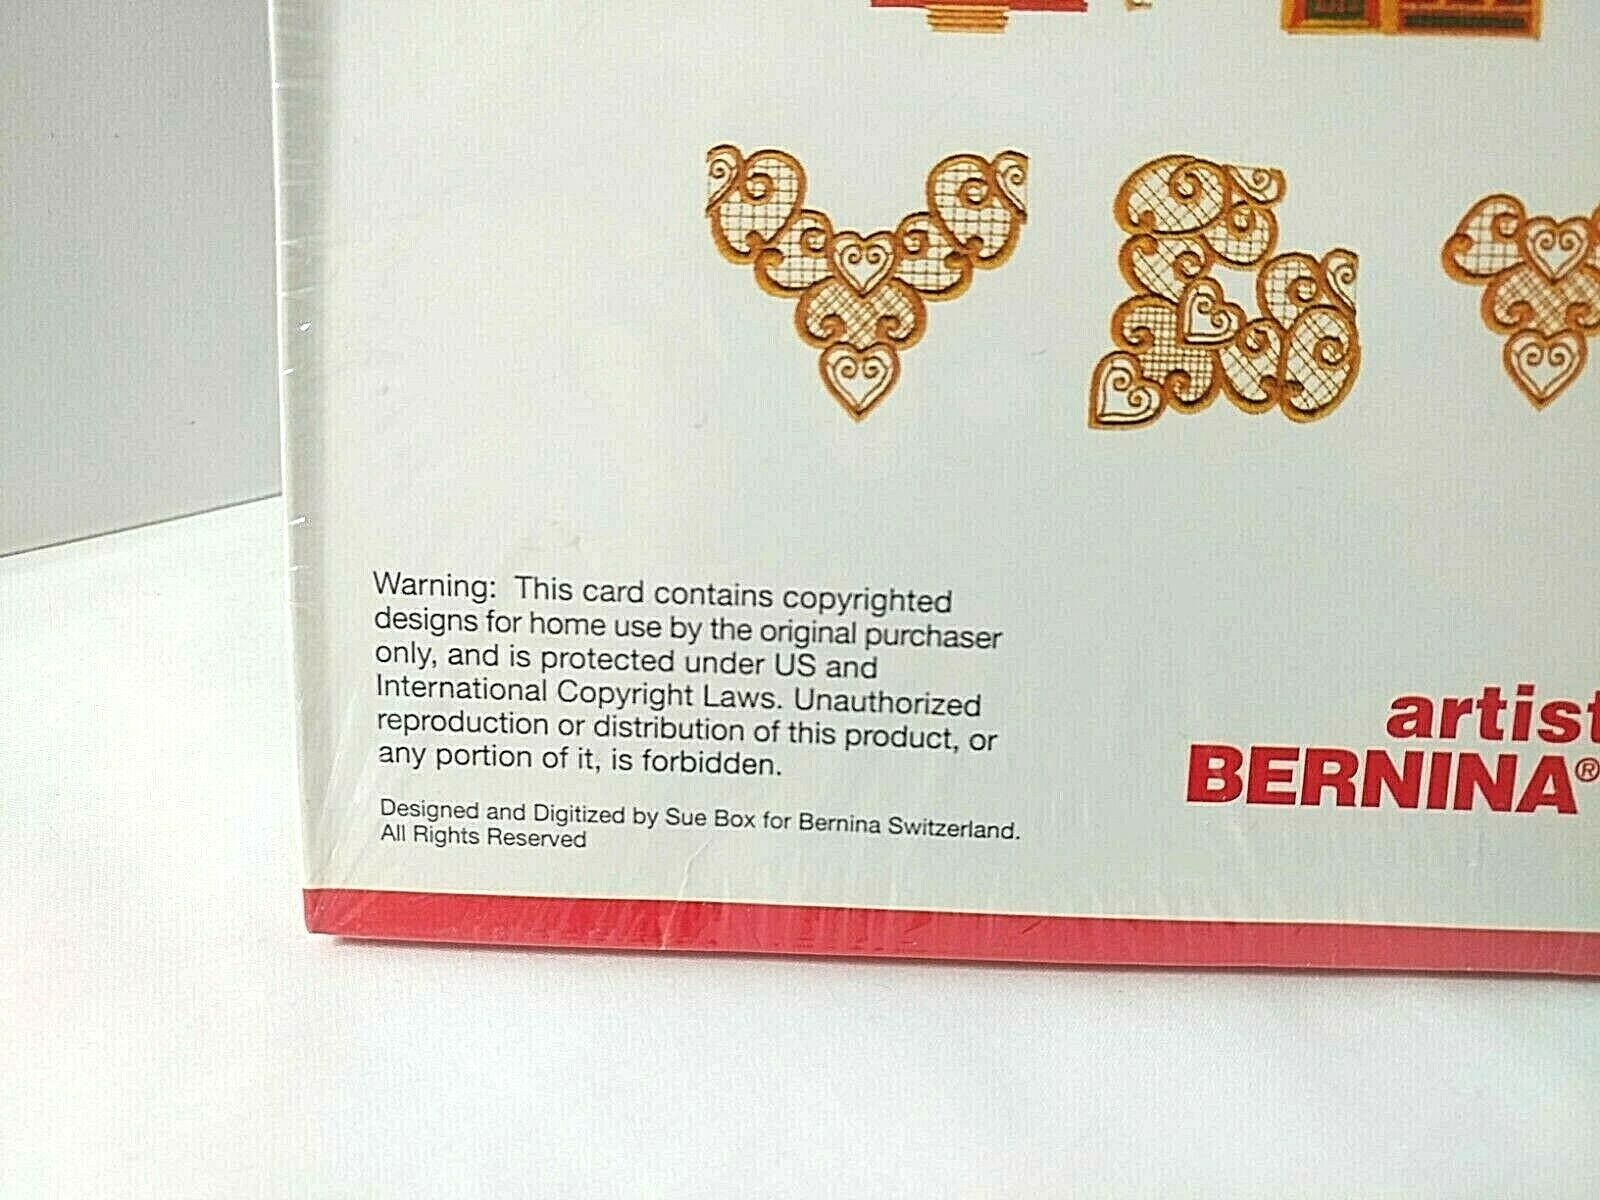 Warning: This card contains copyrighted
designs for home use by the original purchaser
only, and is protected under US and
International Copyright Laws. Unauthorized
reproduction or distribution of this product, or
any portion of it, is forbidden.
Designed and Digitized by Sue Box for Bernina Switzerland.
All Rights Reserved
artist
BERNINA®